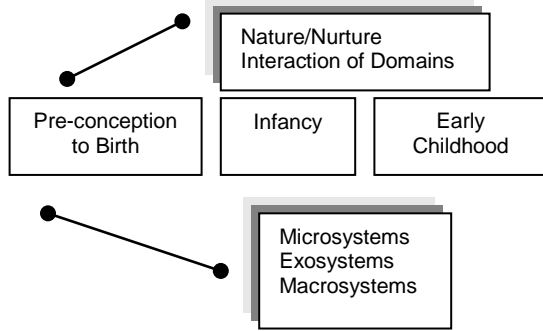 Nature/Nurture
Interaction of Domains
Pre-conception
to Birth
Infancy
Early
Childhood
Microsystems
Exosystems
Macrosystems